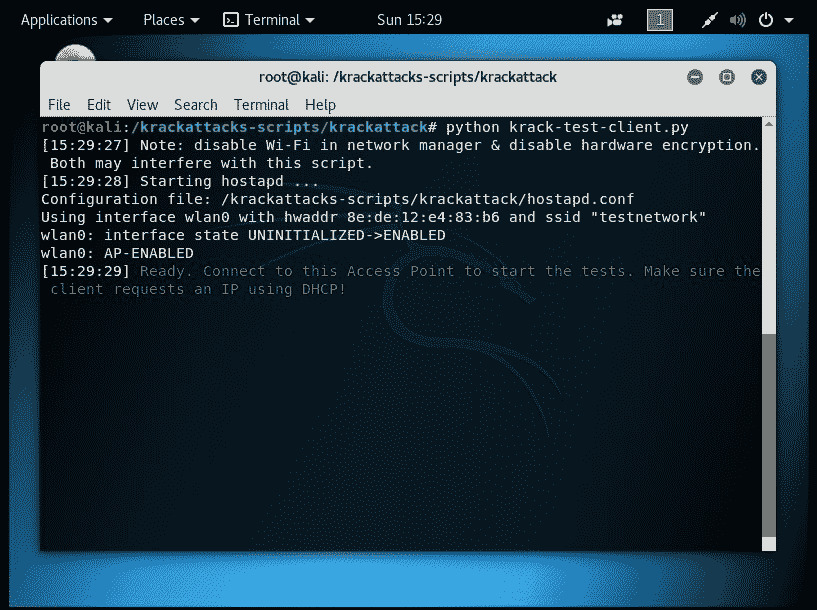 Applications Places Terminal Sun 15:29 1
root@kali: /krackattacks-scripts/krackattack
File Edit View Search Terminal Help
root@kali:/krackattacks-scripts/krackattack# python krack-test-client.py
[15:29:27] Note: disable Wi-Fi in network manager & disable hardware encryption.
Both may interfere with this script.
[15:29:28] Starting hostapd ...
Configuration file: /krackattacks-scripts/krackattack/hostapd.conf
Using interface wlan0 with hwaddr 8e:de:12:e4:83:b6 and ssid "testnetwork"
wlan0: interface state UNINITIALIZED->ENABLED
wlan0: AP-ENABLED
[15:29:29] Ready. Connect to this Access Point to start the tests. Make sure the
client requests an IP using DHCP!